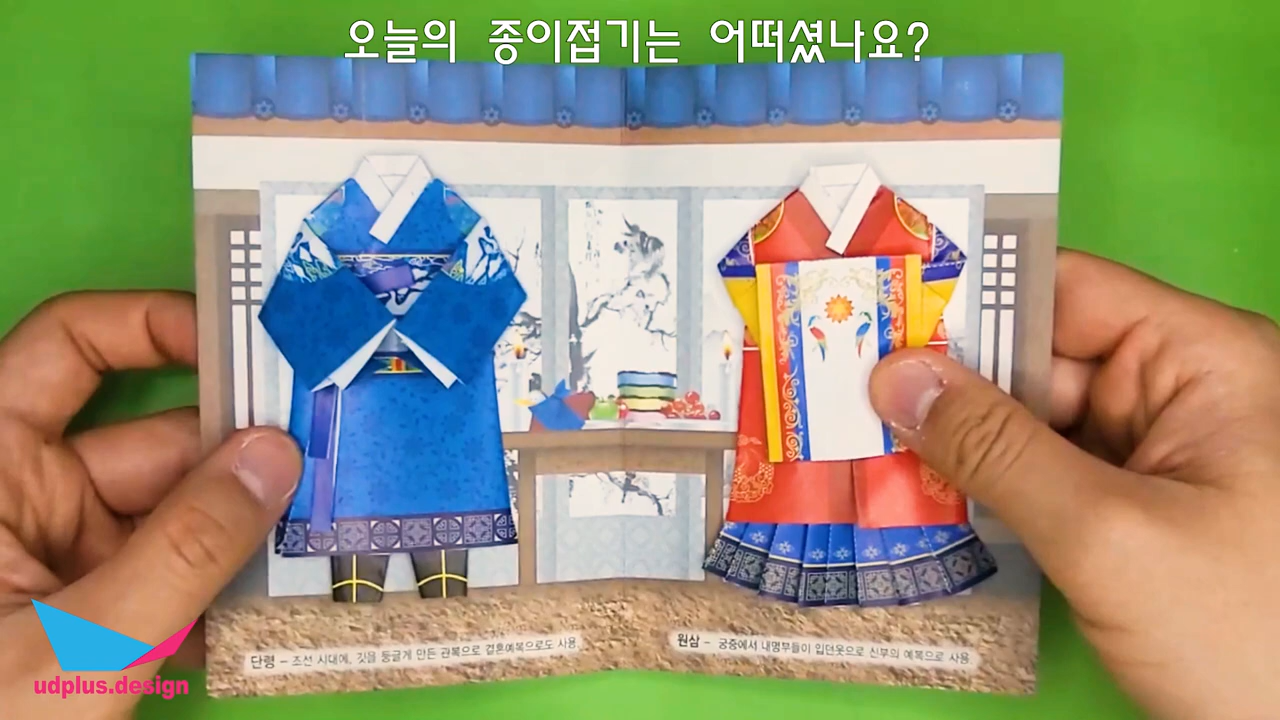 오늘의 종이접기는 어떠셨나요?
단령 – 조선 시대에, 깃을 둥글게 만든 관복으로 결혼예복으로도 사용
원삼 – 궁중에서 내명부들이 입던옷으로 신부의 예복으로 사용
udplus.design